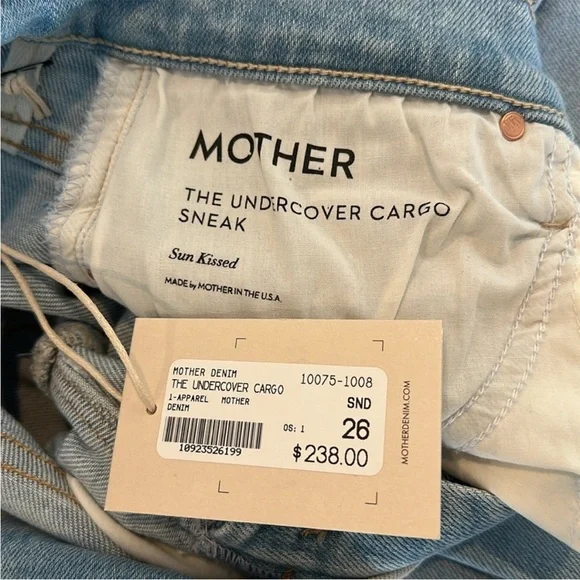 MOTHER
THE UNDERCOVER CARGO
SNEAK
Sun Kissed
MADE by MOTHER IN THE U.S.A.
MOTHER DENIM
THE UNDERCOVER CARGO
1-APPAREL MOTHER
DENIM
10923526199
10075-1008
SND
OS: 1 26
$238.00
MOTHERDENIM.COM